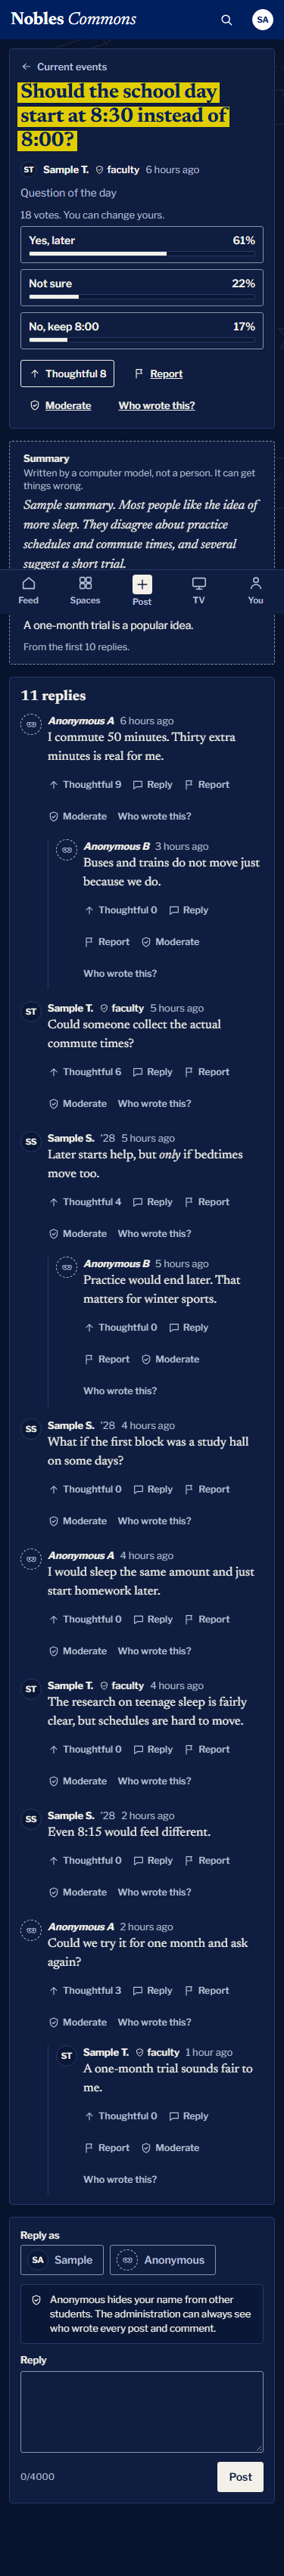 Nobles Commons
SA
Current events
Should the school day
start at 8:30 instead of
8:00?
ST Sample T. faculty 6 hours ago
Question of the day
18 votes. You can change yours.
Yes, later 61%
Not sure 22%
No, keep 8:00 17%
Thoughtful 8 Report
Moderate Who wrote this?
Summary
Written by a computer model, not a person. It can get
things wrong.
Sample summary. Most people like the idea of
more sleep. They disagree about practice
schedules and commute times, and several
suggest a short trial.
Feed Spaces Post TV You
A one-month trial is a popular idea.
From the first 10 replies.
11 replies
Anonymous A 6 hours ago
I commute 50 minutes. Thirty extra
minutes is real for me.
Thoughtful 9 Reply Report
Moderate Who wrote this?
Anonymous B 3 hours ago
Buses and trains do not move just
because we do.
Thoughtful 0 Reply
Report Moderate
Who wrote this?
ST Sample T. faculty 5 hours ago
Could someone collect the actual
commute times?
Thoughtful 6 Reply Report
Moderate Who wrote this?
SS Sample S. '28 5 hours ago
Later starts help, but only if bedtimes
move too.
Thoughtful 4 Reply Report
Moderate Who wrote this?
Anonymous B 5 hours ago
Practice would end later. That
matters for winter sports.
Thoughtful 0 Reply
Report Moderate
Who wrote this?
SS Sample S. '28 4 hours ago
What if the first block was a study hall
on some days?
Thoughtful 0 Reply Report
Moderate Who wrote this?
Anonymous A 4 hours ago
I would sleep the same amount and just
start homework later.
Thoughtful 0 Reply Report
Moderate Who wrote this?
ST Sample T. faculty 4 hours ago
The research on teenage sleep is fairly
clear, but schedules are hard to move.
Thoughtful 0 Reply Report
Moderate Who wrote this?
SS Sample S. '28 2 hours ago
Even 8:15 would feel different.
Thoughtful 0 Reply Report
Moderate Who wrote this?
Anonymous A 2 hours ago
Could we try it for one month and ask
again?
Thoughtful 3 Reply Report
Moderate Who wrote this?
ST Sample T. faculty 1 hour ago
A one-month trial sounds fair to
me.
Thoughtful 0 Reply
Report Moderate
Who wrote this?
Reply as
SA Sample Anonymous
Anonymous hides your name from other
students. The administration can always see
who wrote every post and comment.
Reply
0/4000 Post